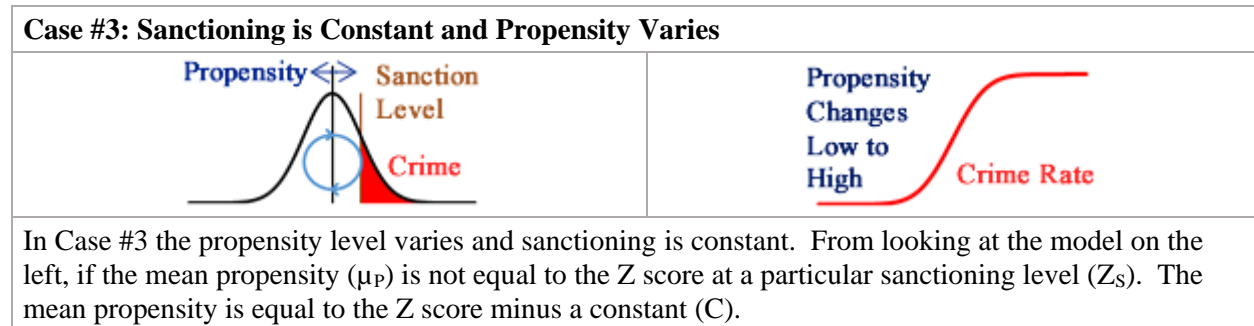 Case #3: Sanctioning is Constant and Propensity Varies
Propensity
Sanction
Level
Crime
Propensity
Changes
Low to
High
Crime Rate
In Case #3 the propensity level varies and sanctioning is constant.  From looking at the model on the
left, if the mean propensity (µP) is not equal to the Z score at a particular sanctioning level (ZS).  The
mean propensity is equal to the Z score minus a constant (C).